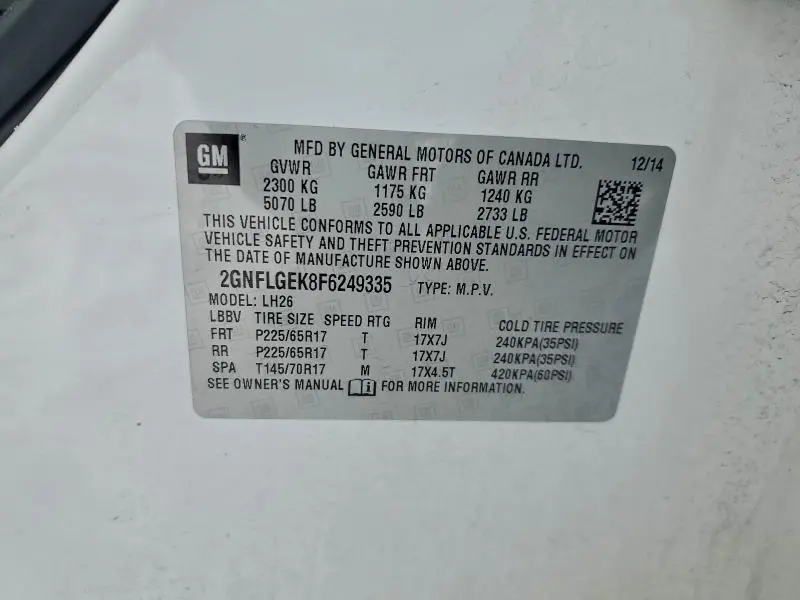 GM
MFD BY GENERAL MOTORS OF CANADA LTD. 12/14
GVWR GAWR FRT GAWR RR
2300 KG 1175 KG 1240 KG
5070 LB 2590 LB 2733 LB
THIS VEHICLE CONFORMS TO ALL APPLICABLE U.S. FEDERAL MOTOR
VEHICLE SAFETY AND THEFT PREVENTION STANDARDS IN EFFECT ON
THE DATE OF MANUFACTURE SHOWN ABOVE.
2GNFLGEK8F6249335 TYPE: M.P.V.
MODEL: LH26
LBBV TIRE SIZE SPEED RTG RIM COLD TIRE PRESSURE
FRT P225/65R17 T 17X7J 240KPA(35PSI)
RR P225/65R17 T 17X7J 240KPA(35PSI)
SPA T145/70R17 M 17X4.5T 420KPA(60PSI)
SEE OWNER'S MANUAL i FOR MORE INFORMATION.